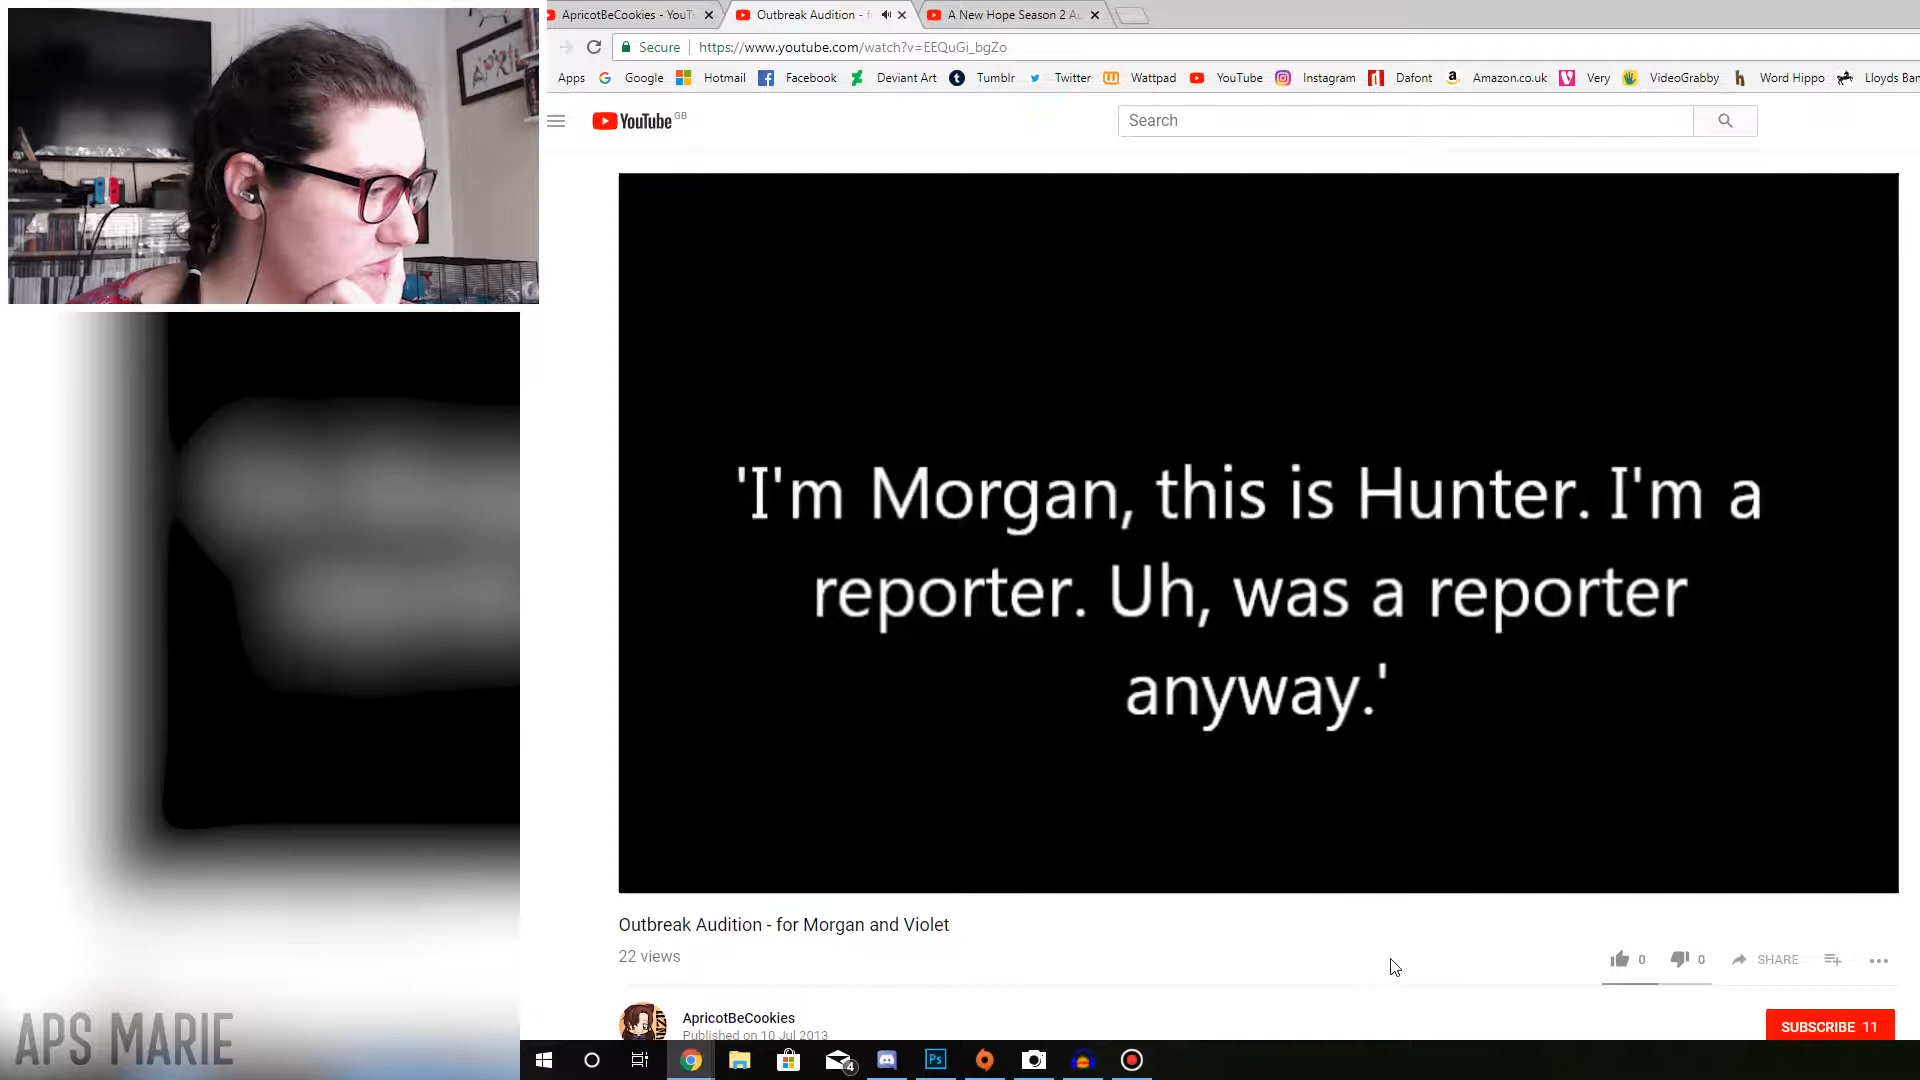 ApricotBeCookies - YouT
Outbreak Audition - f
A New Hope Season 2 A
Secure
https://www.youtube.com/watch?v=EEQuGi_bgZo
Apps
Google
Hotmail
Facebook
Deviant Art
Tumblr
Twitter
Wattpad
YouTube
Instagram
Dafont
Amazon.co.uk
Very
VideoGrabby
Word Hippo
Lloyds Ban
YouTube GB
Search
'I'm Morgan, this is Hunter. I'm a
reporter. Uh, was a reporter
anyway.'
Outbreak Audition - for Morgan and Violet
22 views
0
0
SHARE
ApricotBeCookies
Published on 10 Jul 2013
SUBSCRIBE 11
APS MARIE
4
Ps